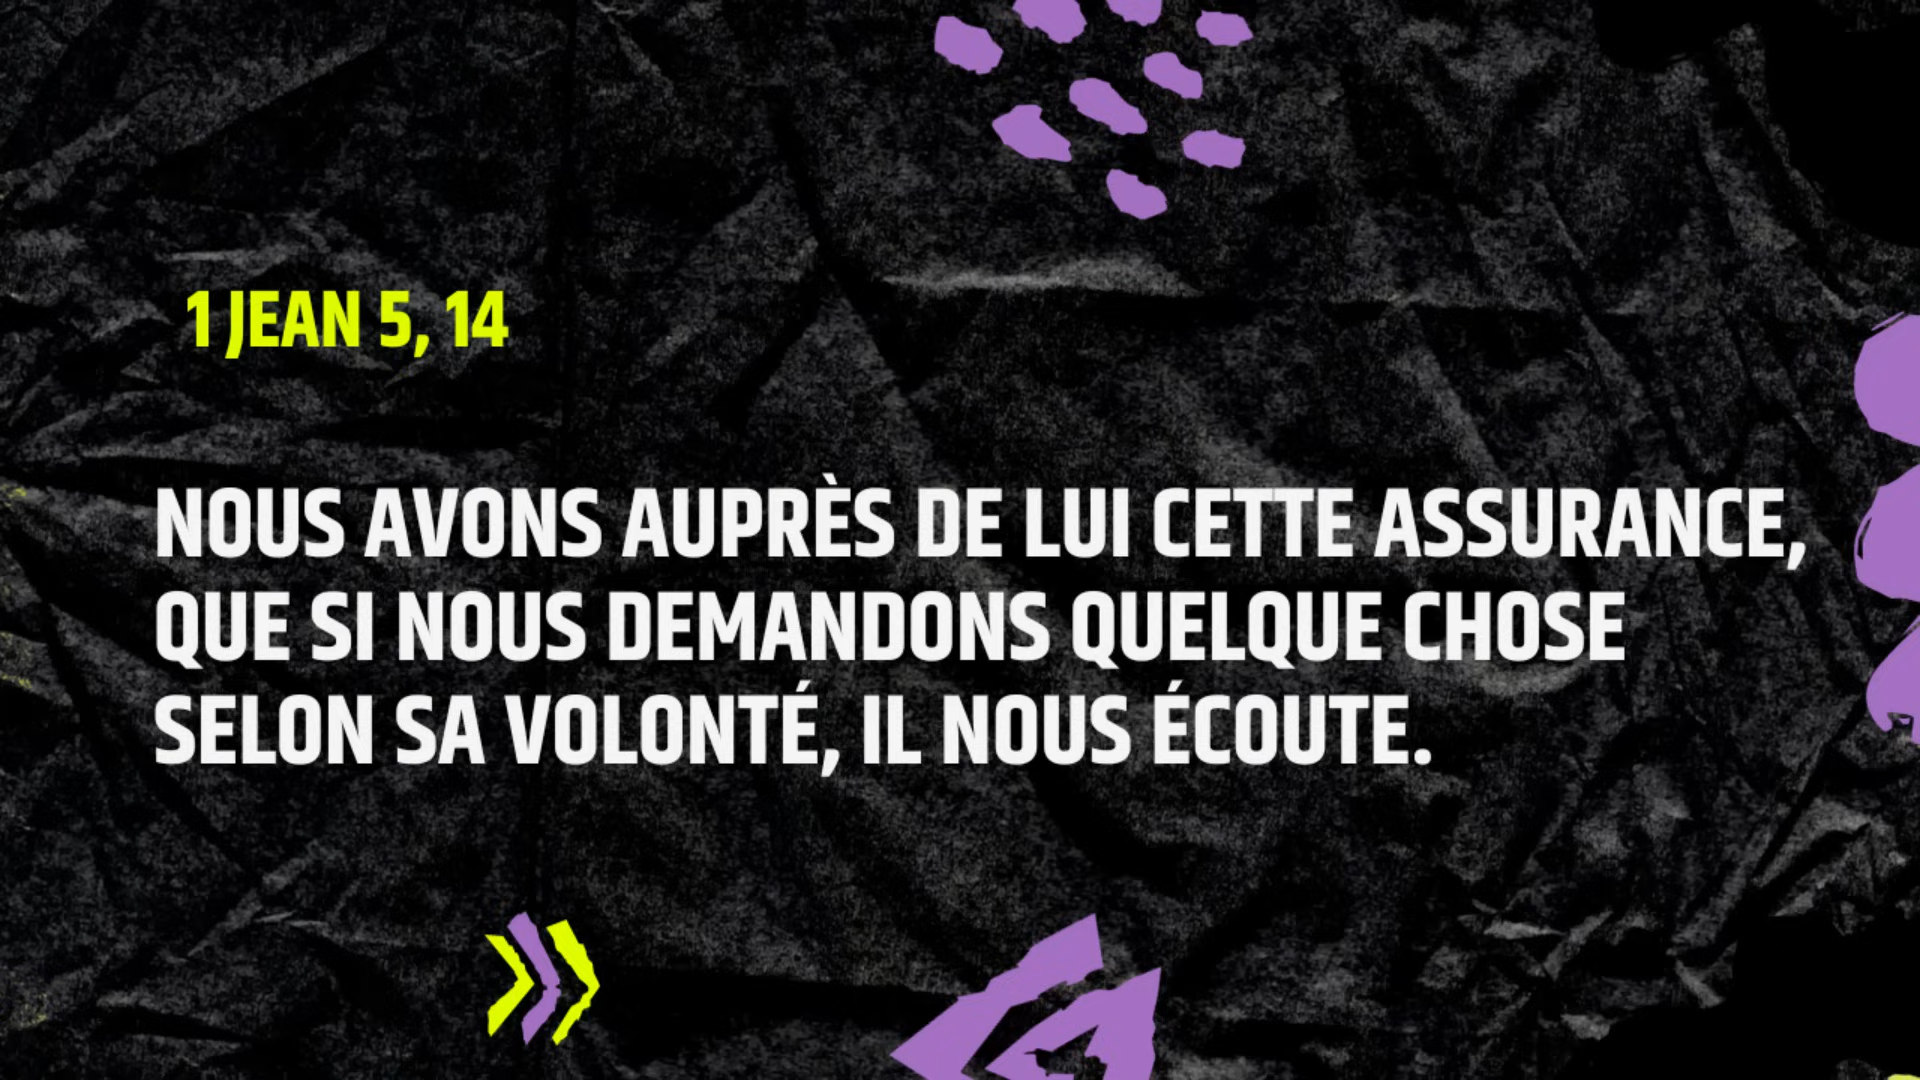 1 JEAN 5, 14
NOUS AVONS AUPRÈS DE LUI CETTE ASSURANCE,
QUE SI NOUS DEMANDONS QUELQUE CHOSE
SELON SA VOLONTÉ, IL NOUS ÉCOUTE.